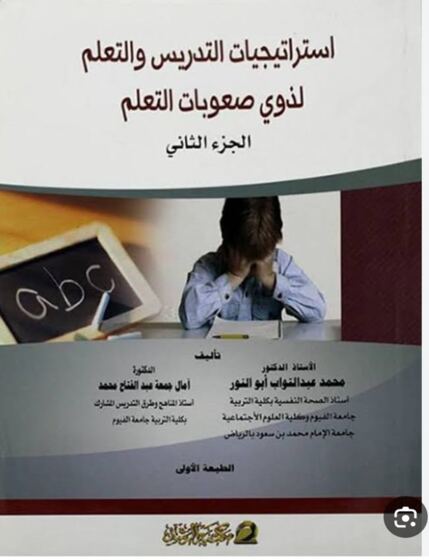 استراتيجيات التدريس والتعلم
لذوي صعوبات التعلم
الجزء الثاني
abc
تأليف
الأستاذ الدكتور
محمد عبدالتواب أبو النور
أستاذ الصحة النفسية بكلية التربية
جامعة الفيوم وكلية العلوم الاجتماعية
جامعة الإمام محمد بن سعود بالرياض
الدكتورة
أمال جمعة عبد الفتاح محمد
أستاذ المناهج وطرق التدريس المشارك
بكلية التربية جامعة الفيوم
الطبعة الأولى